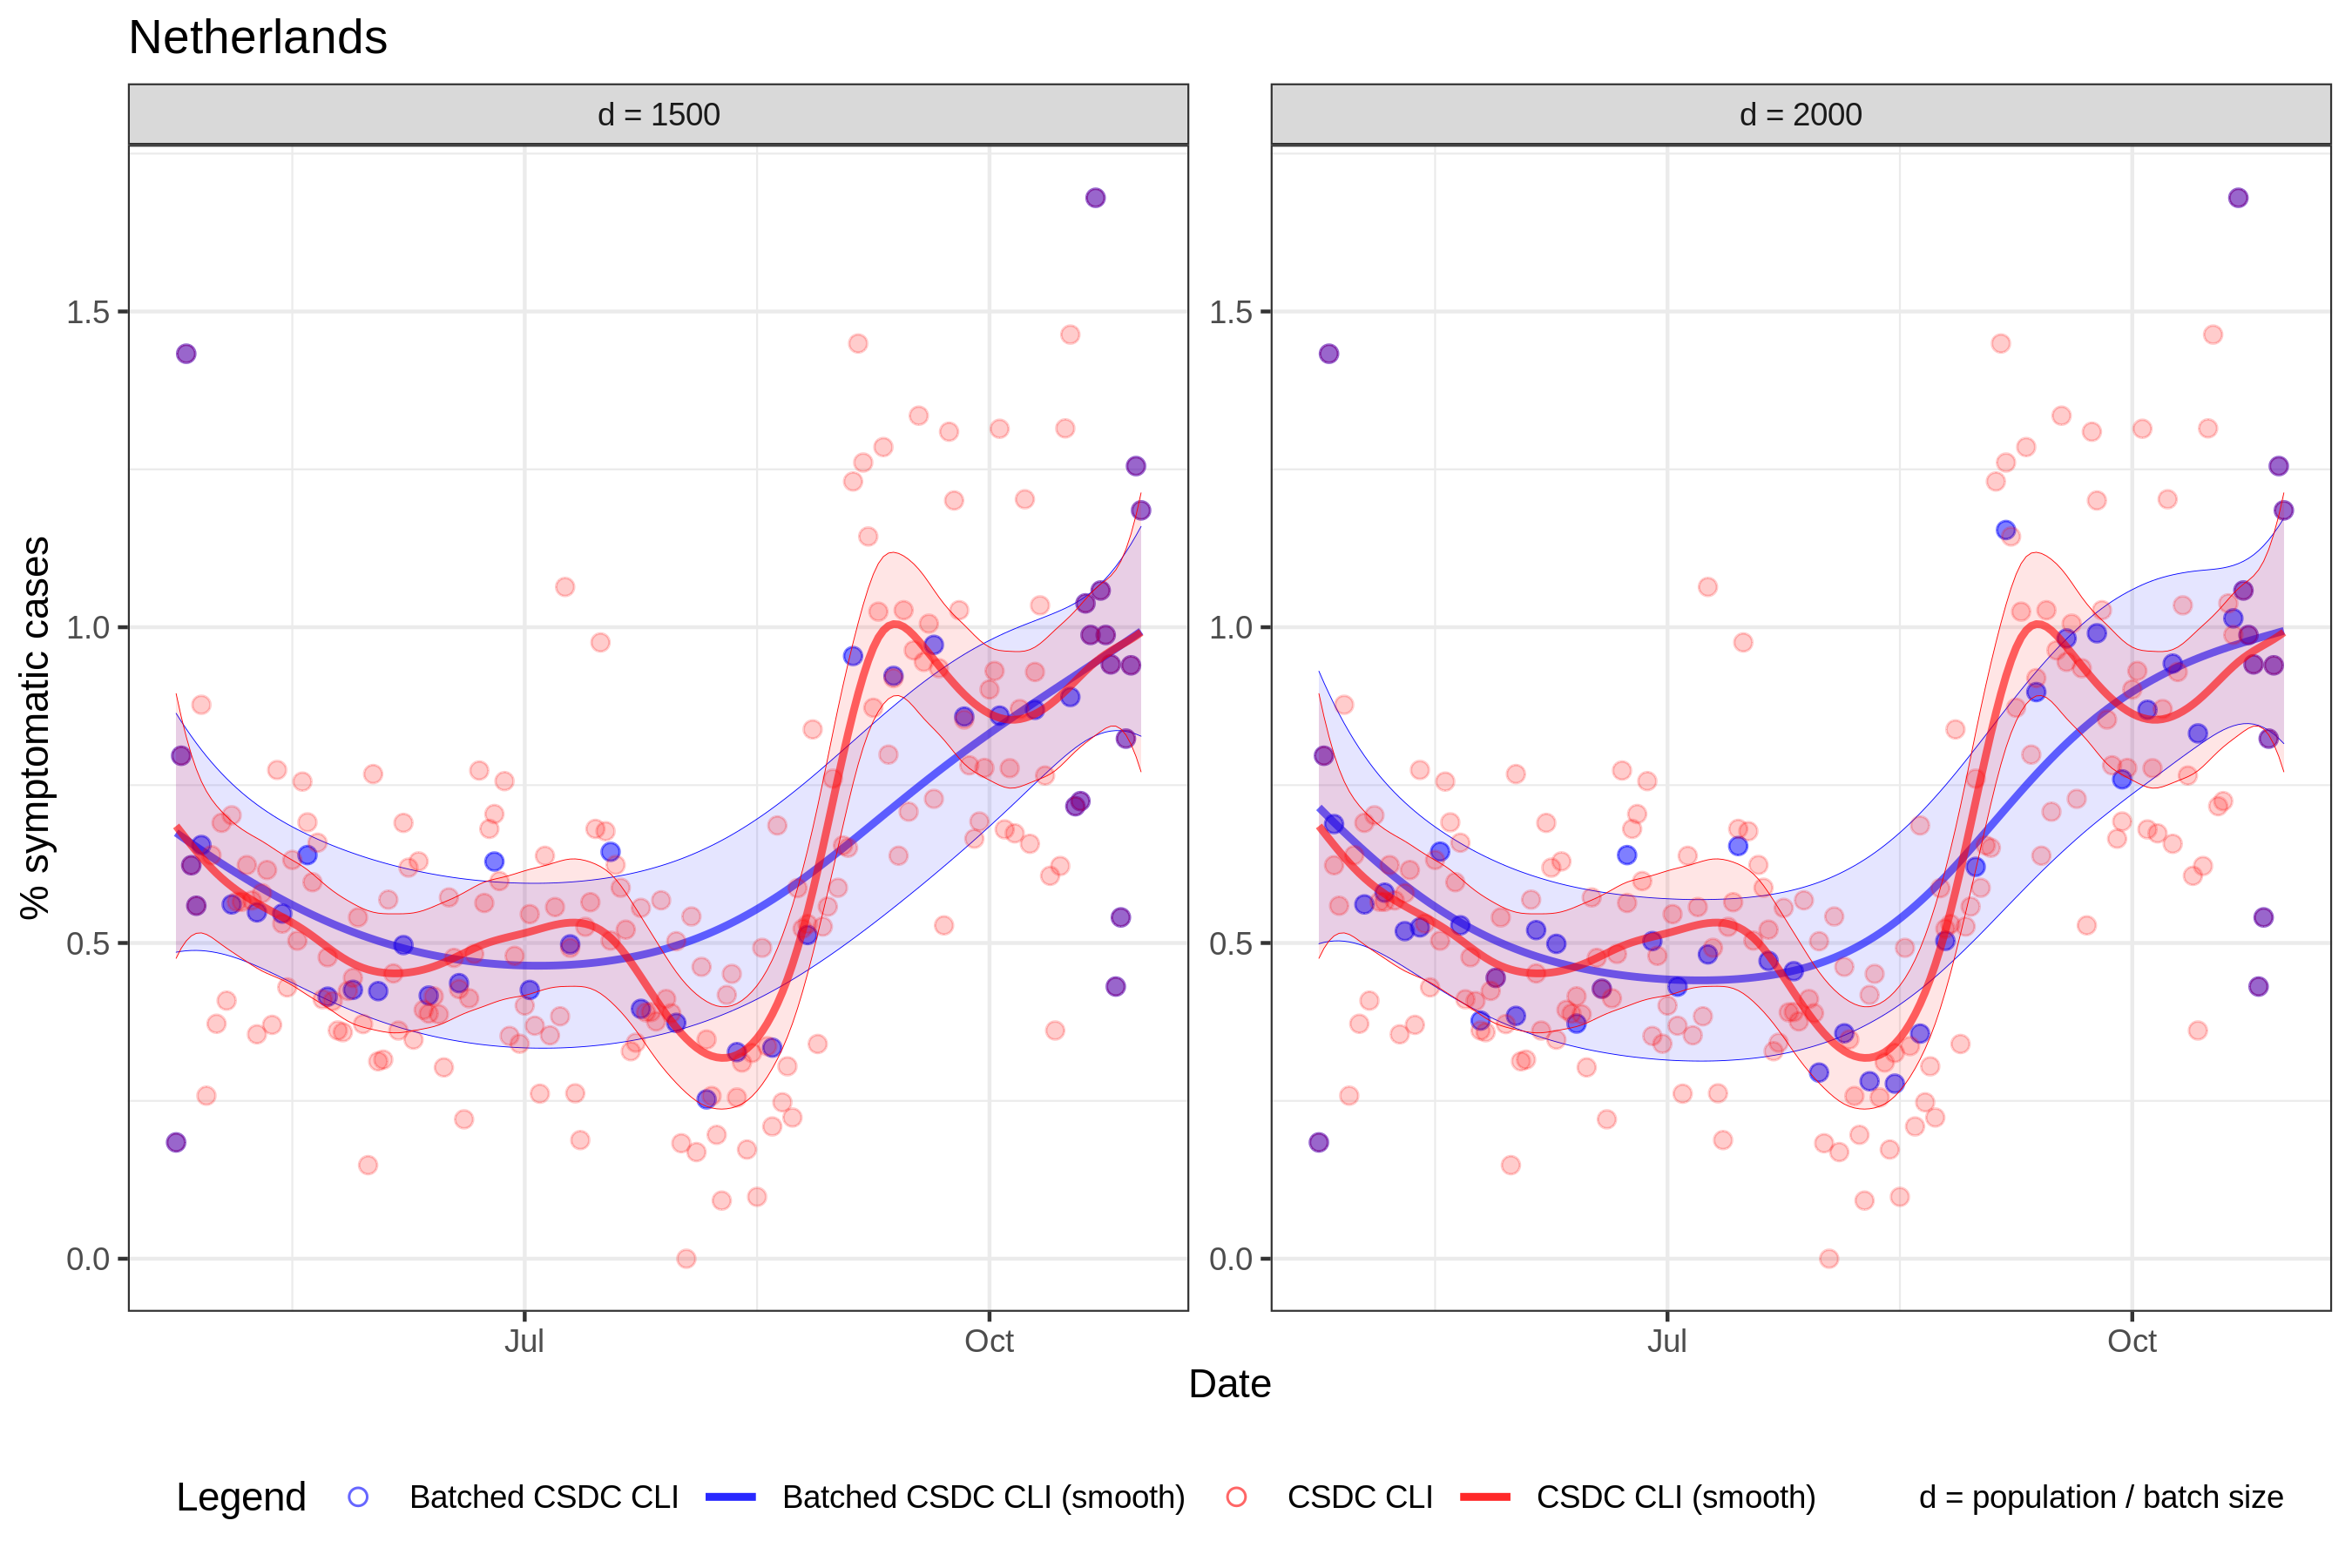 Netherlands
d = 1500
d = 2000
% symptomatic cases
1.5
1.0
0.5
0.0
1.5
1.0
0.5
0.0
Jul
Oct
Jul
Oct
Date
Legend
Batched CSDC CLI
Batched CSDC CLI (smooth)
CSDC CLI
CSDC CLI (smooth)
d = population / batch size